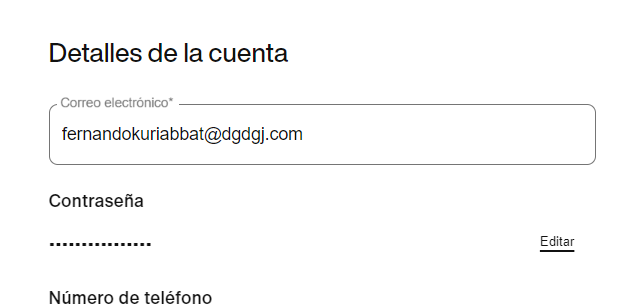 Detalles de la cuenta
Correo electrónico*
fernandokuriabbat@dgdgj.com
Contraseña
................
Editar
Número de teléfono